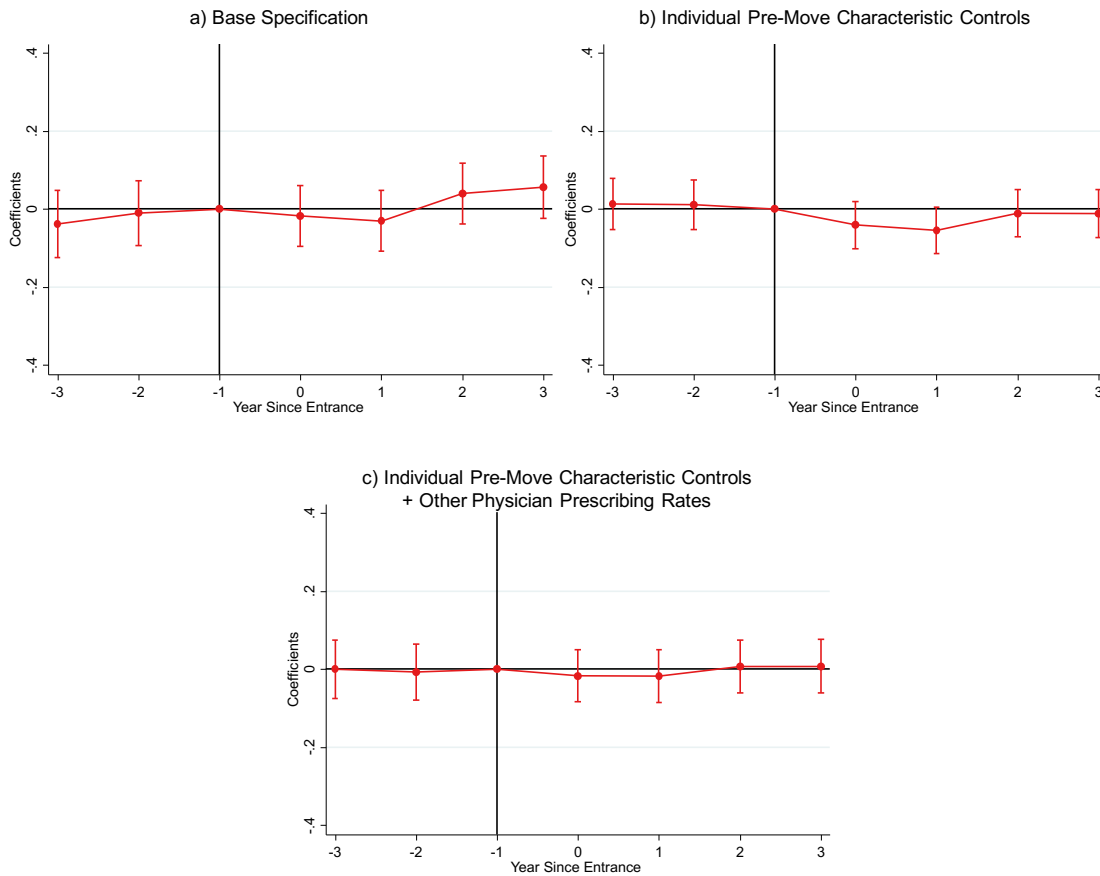 a) Base Specification
.4
.2
0
-.2
-.4
Coefficients
-3 -2 -1 0 1 2 3
Year Since Entrance
b) Individual Pre-Move Characteristic Controls
.4
.2
0
-.2
-.4
Coefficients
-3 -2 -1 0 1 2 3
Year Since Entrance
c) Individual Pre-Move Characteristic Controls
+ Other Physician Prescribing Rates
.4
.2
0
-.2
-.4
Coefficients
-3 -2 -1 0 1 2 3
Year Since Entrance